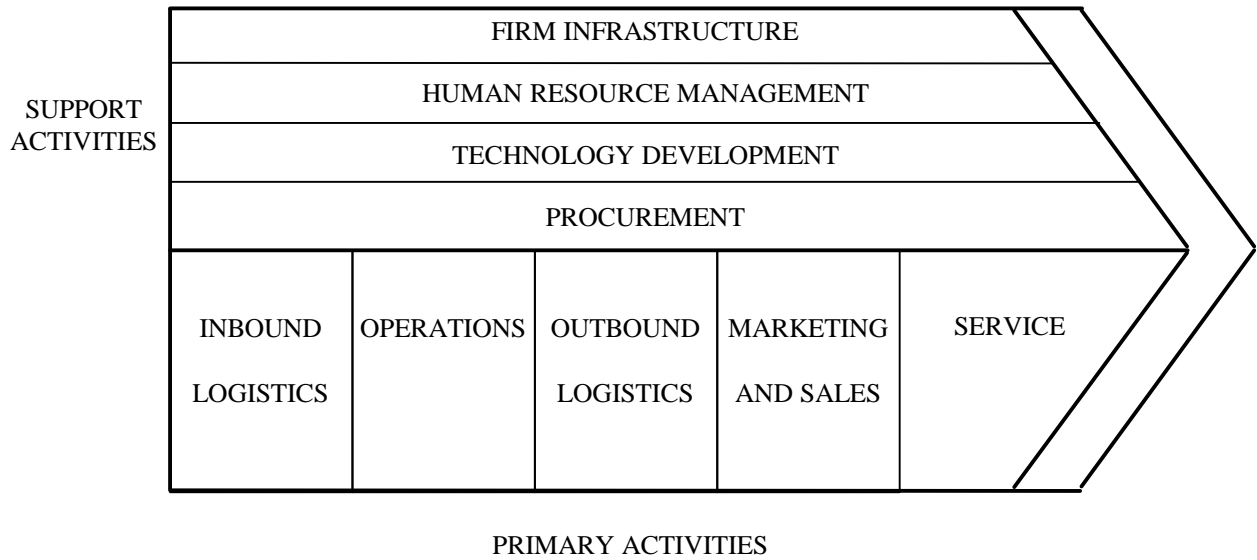 FIRM INFRASTRUCTURE
HUMAN RESOURCE MANAGEMENT
SUPPORT
ACTIVITIES
TECHNOLOGY DEVELOPMENT
PROCUREMENT
INBOUND
LOGISTICS
OPERATIONS
OUTBOUND
LOGISTICS
MARKETING
AND SALES
SERVICE
PRIMARY ACTIVITIES